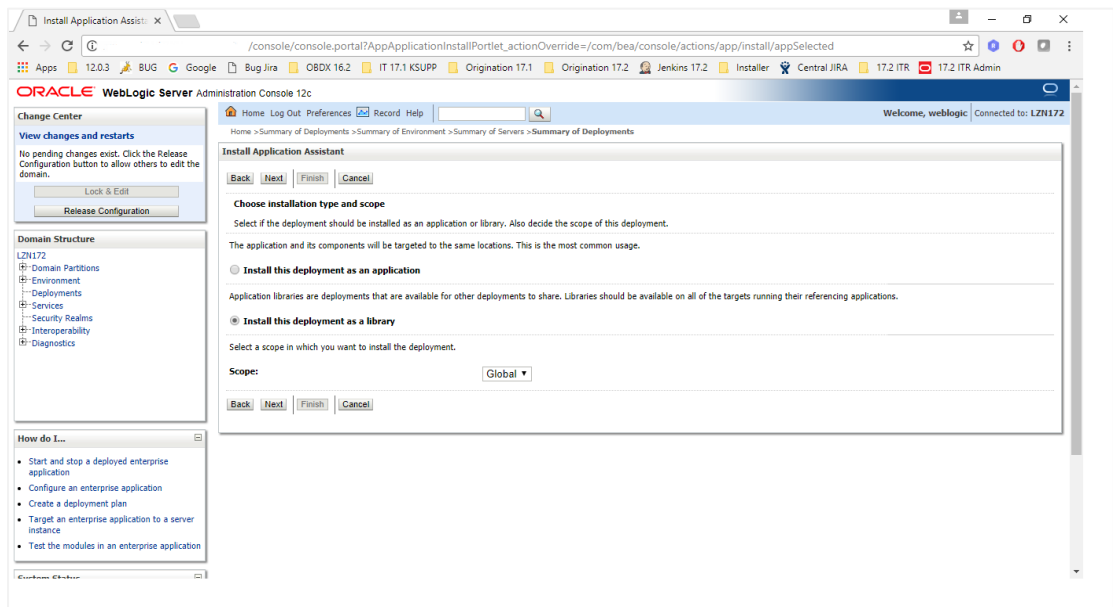 Install Application Assista
/console/console.portal?AppApplicationInstallPortlet_actionOverride=/com/bea/console/actions/app/install/appSelected
Apps 12.0.3 BUG Google Bug Jira OBDX 16.2 IT 17.1 KSUPP Origination 17.1 Origination 17.2 Jenkins 17.2 Installer Central JIRA 17.2 ITR 17.2 ITR Admin
ORACLE WebLogic Server Administration Console 12c
Change Center
View changes and restarts
No pending changes exist. Click the Release
Configuration button to allow others to edit the
domain.
Lock & Edit
Release Configuration
Domain Structure
LZN172
Domain Partitions
Environment
Deployments
Services
Security Realms
Interoperability
Diagnostics
How do I...
Start and stop a deployed enterprise
application
Configure an enterprise application
Create a deployment plan
Target an enterprise application to a server
instance
Test the modules in an enterprise application
System Status
Home Log Out Preferences Record Help
Welcome, weblogic Connected to: LZN172
Home >Summary of Deployments >Summary of Environment >Summary of Servers >Summary of Deployments
Install Application Assistant
Back Next Finish Cancel
Choose installation type and scope
Select if the deployment should be installed as an application or library. Also decide the scope of this deployment.
The application and its components will be targeted to the same locations. This is the most common usage.
Install this deployment as an application
Application libraries are deployments that are available for other deployments to share. Libraries should be available on all of the targets running their referencing applications.
Install this deployment as a library
Select a scope in which you want to install the deployment.
Scope: Global
Back Next Finish Cancel